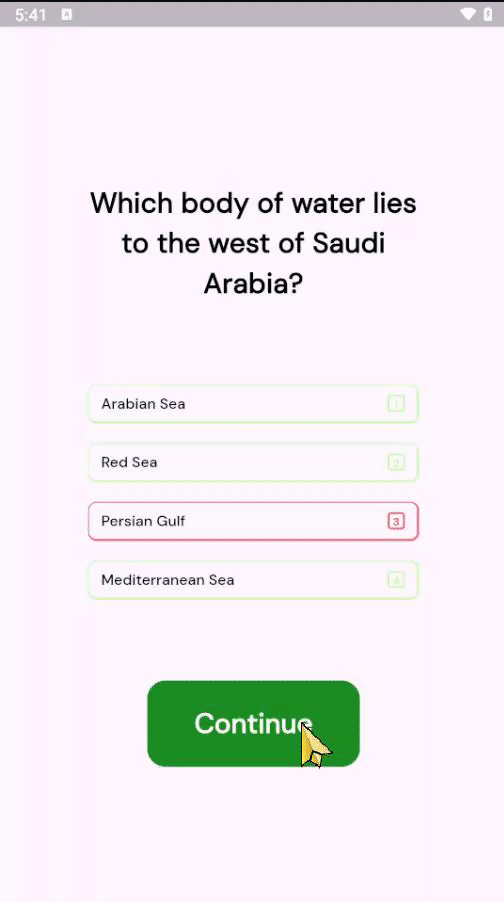 5:41 A
Which body of water lies
to the west of Saudi
Arabia?
Arabian Sea 1
Red Sea 2
Persian Gulf 3
Mediterranean Sea 4
Continue